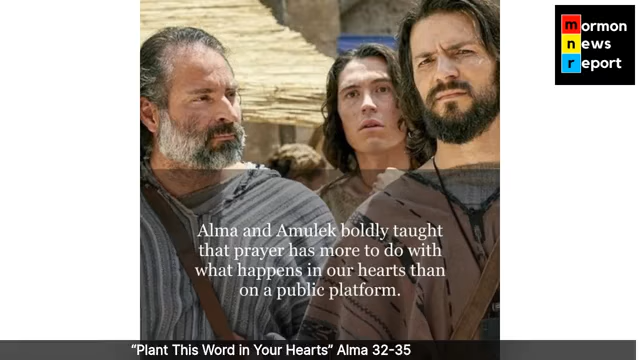 mormon
news
report
Alma and Amulek boldly taught
that prayer has more to do with
what happens in our hearts than
on a public platform.
“Plant This Word in Your Hearts” Alma 32-35